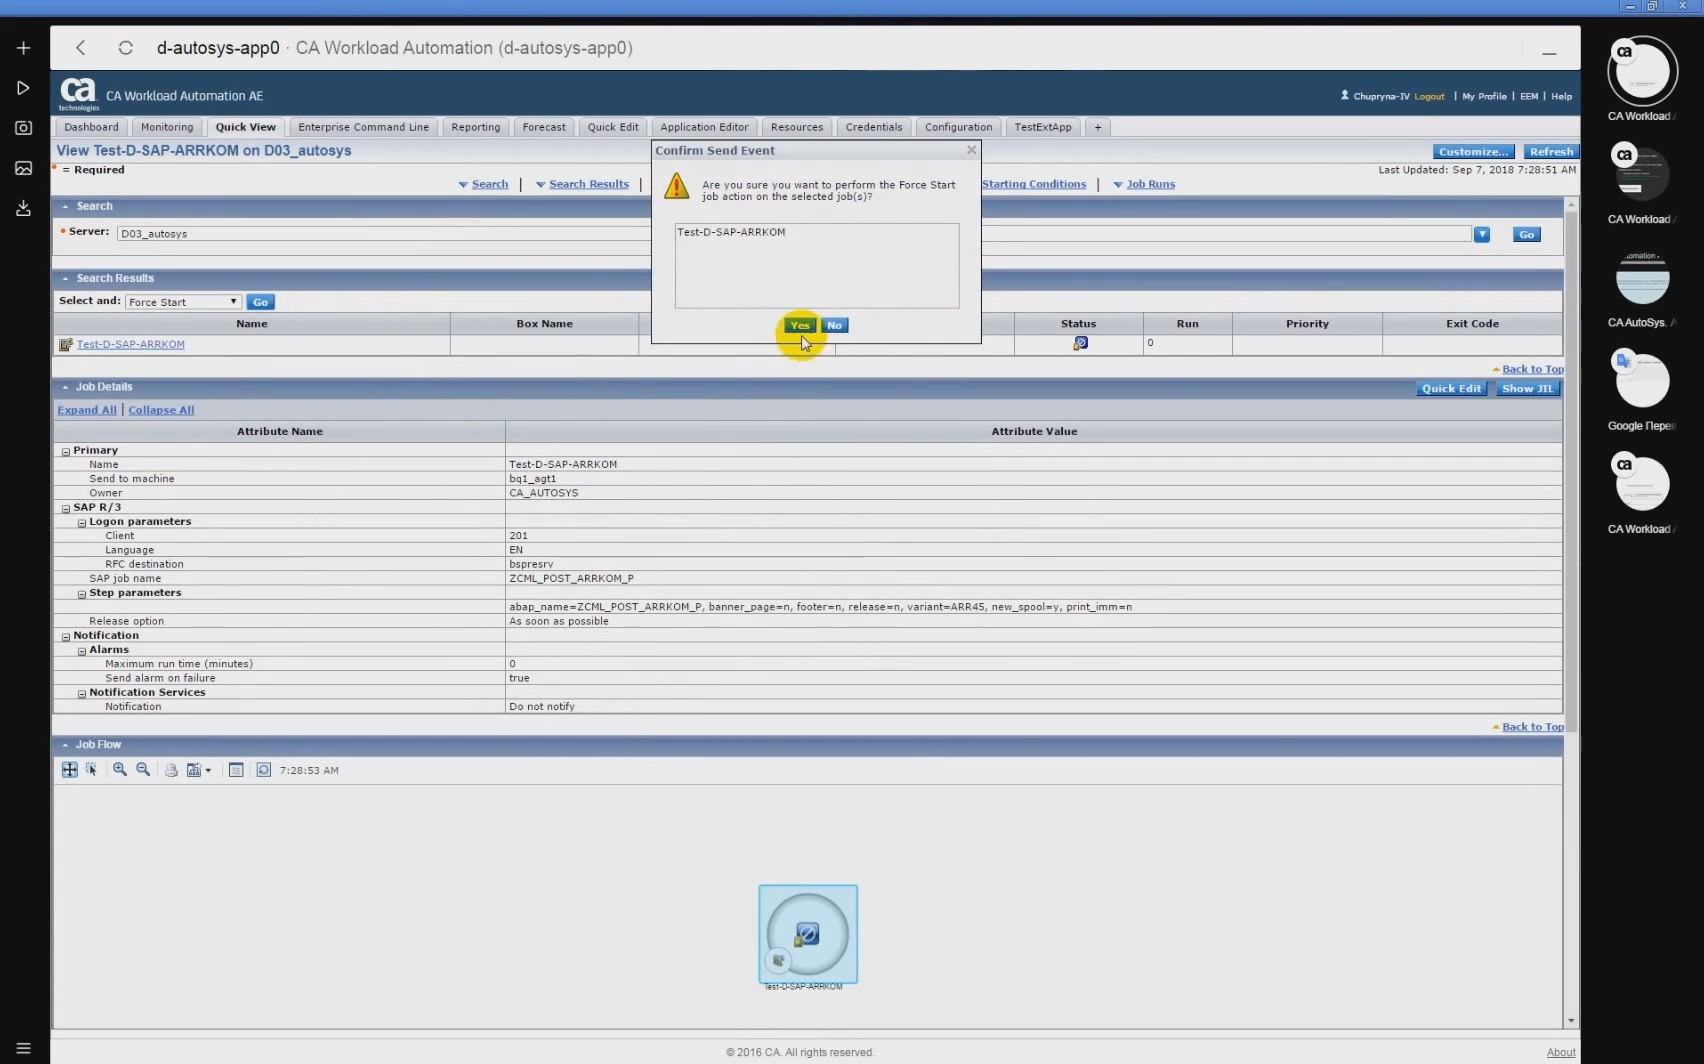 d-autosys-app0 · CA Workload Automation (d-autosys-app0)
ca technologies CA Workload Automation AE
Chupryna-IV Logout | My Profile | EEM | Help
Dashboard Monitoring Quick View Enterprise Command Line Reporting Forecast Quick Edit Application Editor Resources Credentials Configuration TestExtApp +
View Test-D-SAP-ARRKOM on D03_autosys
Customize... Refresh
* = Required
Last Updated: Sep 7, 2018 7:28:51 AM
Search | Search Results | Starting Conditions | Job Runs
Confirm Send Event
Are you sure you want to perform the Force Start
job action on the selected job(s)?
Test-D-SAP-ARRKOM
Yes No
Search
Server: D03_autosys Go
Search Results
Select and: Force Start Go
Name Box Name Status Run Priority Exit Code
Test-D-SAP-ARRKOM 0
Back to Top
Job Details
Quick Edit Show JIL
Expand All | Collapse All
Attribute Name Attribute Value
Primary
Name Test-D-SAP-ARRKOM
Send to machine bq1_agt1
Owner CA_AUTOSYS
SAP R/3
Logon parameters
Client 201
Language EN
RFC destination bspresrv
SAP job name ZCML_POST_ARRKOM_P
Step parameters
abap_name=ZCML_POST_ARRKOM_P, banner_page=n, footer=n, release=n, variant=ARR45, new_spool=y, print_imm=n
Release option As soon as possible
Notification
Alarms
Maximum run time (minutes) 0
Send alarm on failure true
Notification Services
Notification Do not notify
Back to Top
Job Flow
7:28:53 AM
Test-D-SAP-ARRKOM
© 2016 CA. All rights reserved.
About
ca
CA Workload
ca
CA Workload
CA AutoSys.
Google Перев
ca
CA Workload